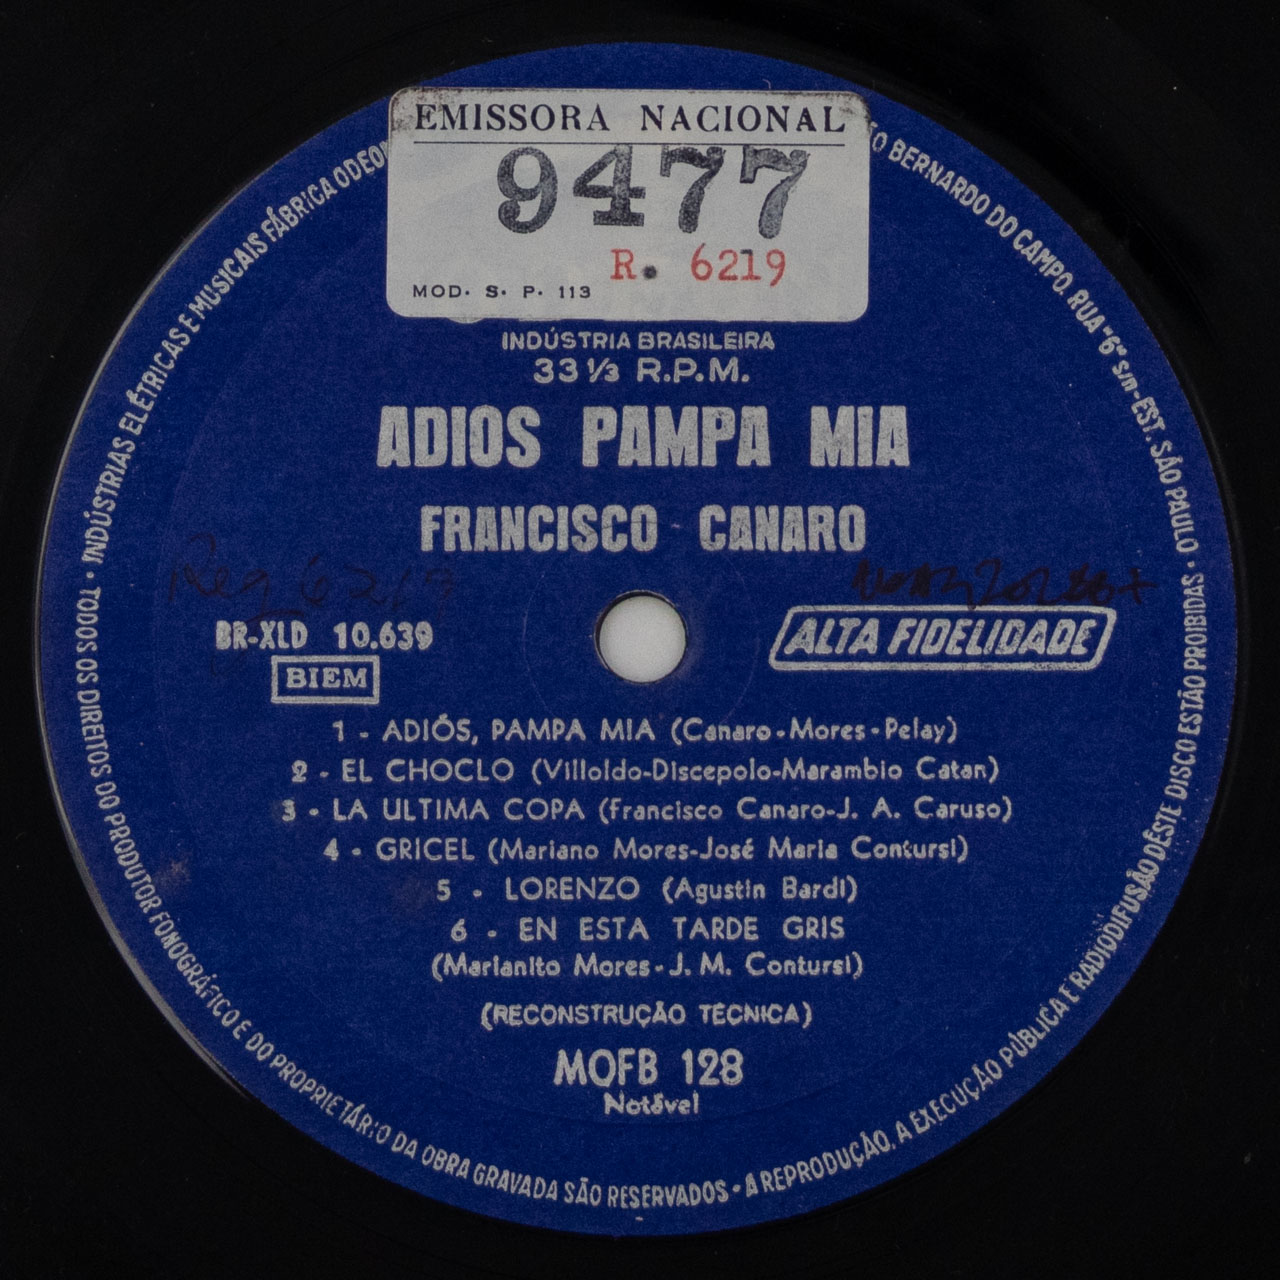 EMISSORA NACIONAL
9477
R. 6219
MOD. S. P. 113
INDÚSTRIA BRASILEIRA
33 1/3 R.P.M.
ADIOS PAMPA MIA
FRANCISCO CANARO
Reg 6219
BR-XLD 10.639
BIEM
ALTA FIDELIDADE
1 - ADIÓS, PAMPA MIA (Canaro-Mores-Pelay)
2 - EL CHOCLO (Villoldo-Discepolo-Marambio Catan)
3 - LA ULTIMA COPA (Francisco Canaro-J. A. Caruso)
4 - GRICEL (Mariano Mores-José Maria Contursi)
5 - LORENZO (Agustin Bardi)
6 - EN ESTA TARDE GRIS
(Marianito Mores-J. M. Contursi)
(RECONSTRUÇÃO TECNICA)
MOFB 128
Notável
INDÚSTRIAS ELÉTRICAS E MUSICAIS FÁBRICA ODEON
BERNARDO DO CAMPO, RUA "6" s/n-EST. SÃO PAULO •
TODOS OS DIREITOS DO PRODUTOR FONOGRÁFICO E DO PROPRIETÁRIO DA OBRA GRAVADA SÃO RESERVADOS • A REPRODUÇÃO, A EXECUÇÃO PÚBLICA E RADIODIFUSÃO DÊSTE DISCO ESTÃO PROIBIDAS •